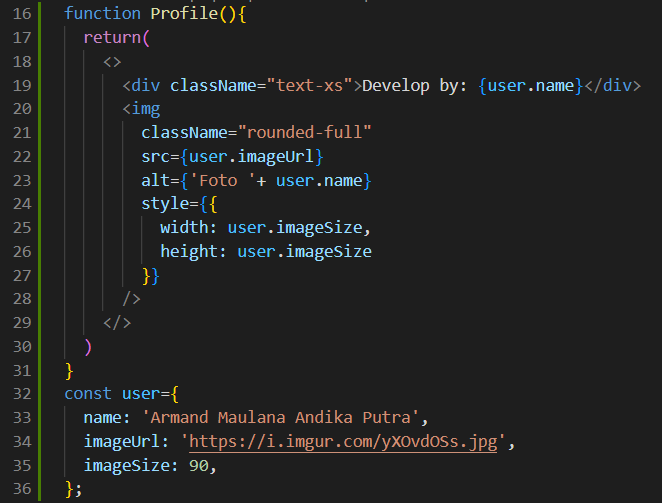 16 function Profile(){
17 return(
18 <>
19 <div className="text-xs">Develop by: {user.name}</div>
20 <img
21 className="rounded-full"
22 src={user.imageUrl}
23 alt={'Foto '+ user.name}
24 style={{
25 width: user.imageSize,
26 height: user.imageSize
27 }}
28 />
29 </>
30 )
31 }
32 const user={
33 name: 'Armand Maulana Andika Putra',
34 imageUrl: 'https://i.imgur.com/yXOvdOSs.jpg',
35 imageSize: 90,
36 };